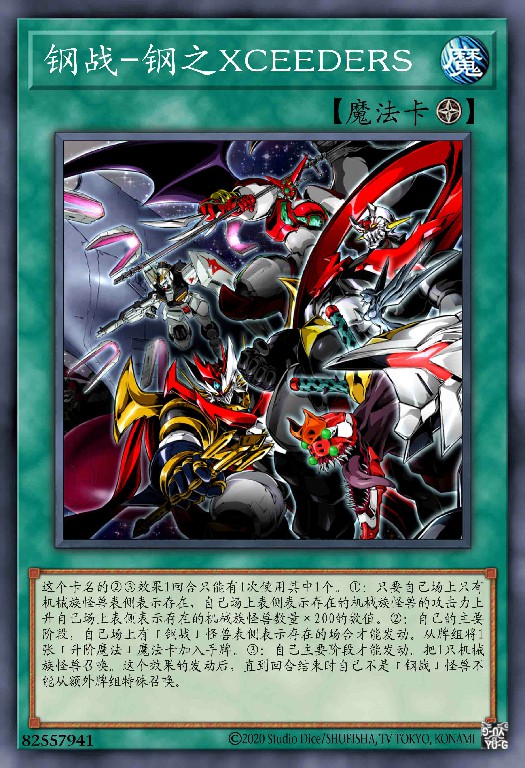 钢战-钢之XCEEDERS
魔
【魔法卡】
这个卡名的②③效果1回合只能有1次使用其中1个。①：只要自己场上只有
机械族怪兽表侧表示存在，自己场上表侧表示存在的机械族怪兽的攻击力上
升自己场上表侧表示存在的机械族怪兽数量×200的数值。②：自己的主要
阶段，自己场上有「钢战」怪兽表侧表示存在的场合才能发动。从牌组将1
张「升阶魔法」魔法卡加入手牌。③：自己主要阶段才能发动，把1只机械
族怪兽召唤。这个效果的发动后，直到回合结束时自己不是「钢战」怪兽不
能从额外牌组特殊召唤。
82557941
©2020 Studio Dice/SHUEISHA, TV TOKYO, KONAMI